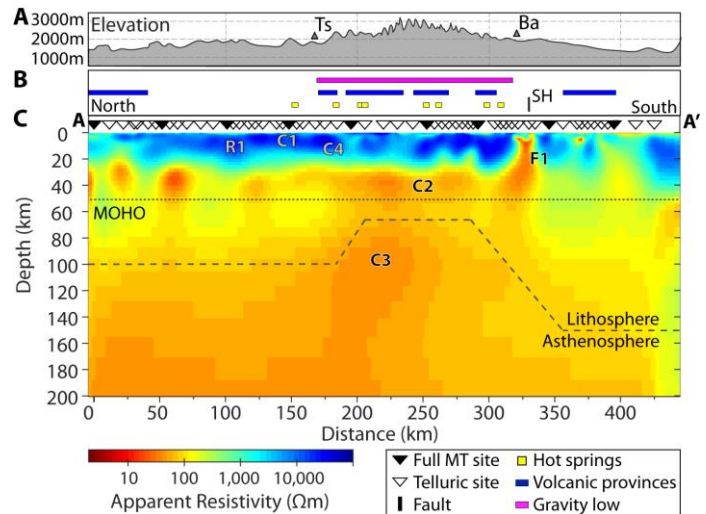 A
Elevation
3000m
2000m
1000m
Ts
Ba
B
SH
North
South
C
A
A'
0
20
40
60
80
100
120
140
160
180
200
Depth (km)
R1
C1
C4
F1
C2
MOHO
C3
Lithosphere
Asthenosphere
0
50
100
150
200
250
300
350
400
Distance (km)
10
100
1,000
10,000
Apparent Resistivity (Ωm)
Full MT site
Hot springs
Telluric site
Volcanic provinces
Fault
Gravity low